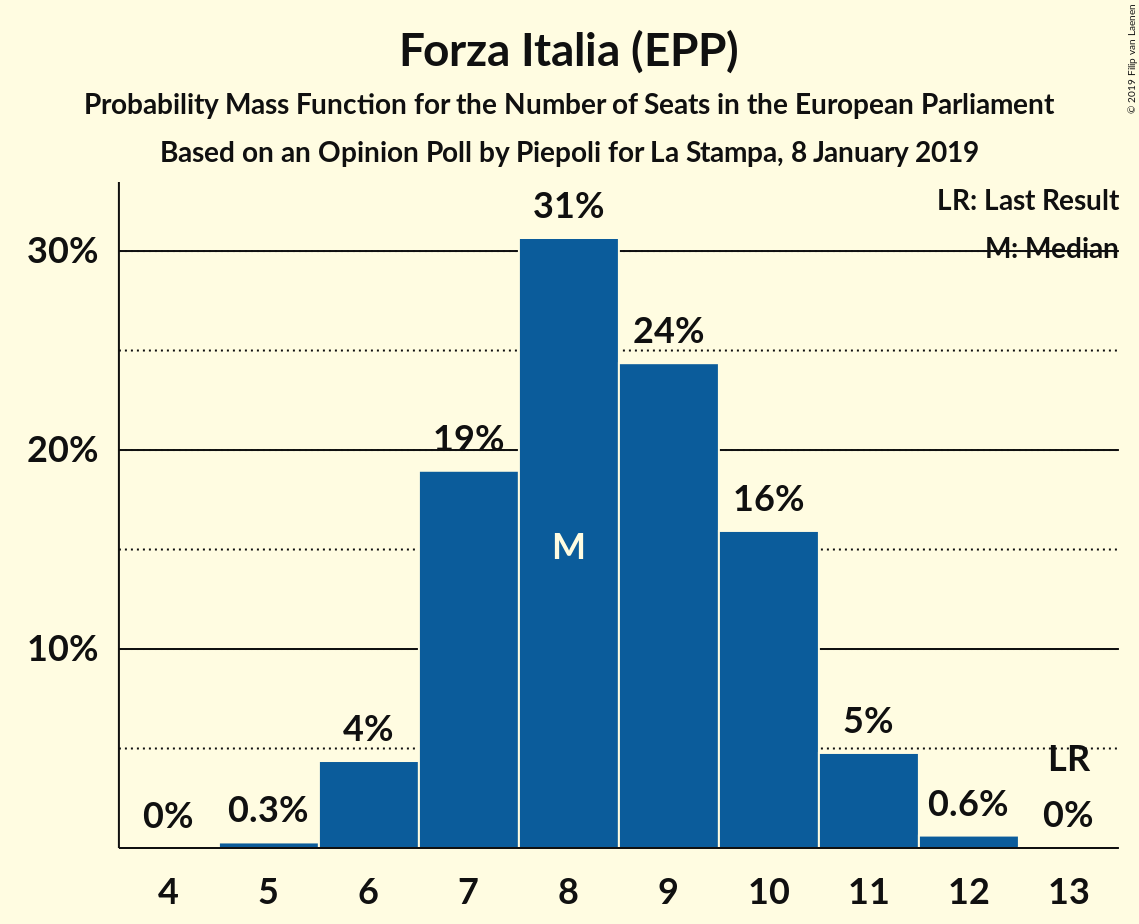 Forza Italia (EPP)
Probability Mass Function for the Number of Seats in the European Parliament
Based on an Opinion Poll by Piepoli for La Stampa, 8 January 2019
© 2019 Filip van Laenen
LR: Last Result
M: Median
30%
20%
10%
0%
0.3%
4%
19%
31%
24%
16%
5%
0.6%
0%
LR
M
4 5 6 7 8 9 10 11 12 13